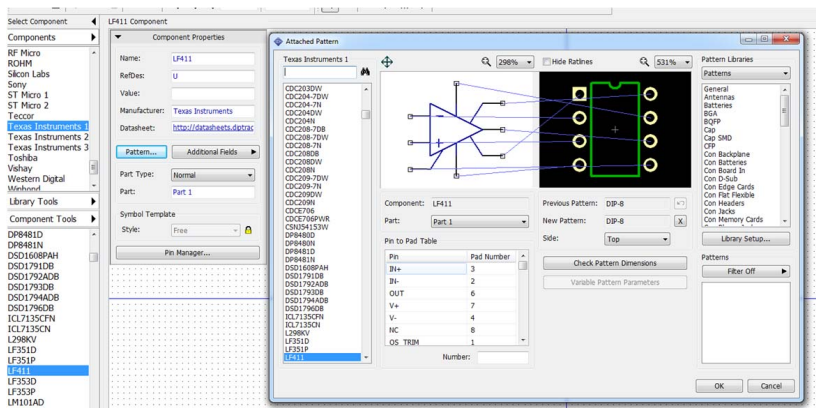 Select Component
Components
RF Micro
ROHM
Silicon Labs
Sony
ST Micro 1
ST Micro 2
Teccor
Texas Instruments 1
Texas Instruments 2
Texas Instruments 3
Toshiba
Vishay
Western Digital
Winbond
Library Tools
Component Tools
DP8481D
DP8481N
DSD1608PAH
DSD1791DB
DSD1792ADB
DSD1793DB
DSD1794ADB
DSD1796DB
ICL7135CFN
ICL7135CN
L298KV
LF351D
LF351P
LF411
LF353D
LF353P
LM101AD
LF411 Component
Component Properties
Name: LF411
RefDes: U
Value:
Manufacturer: Texas Instruments
Datasheet: http://datasheets.diptrac
Pattern... Additional Fields
Part Type: Normal
Part: Part 1
Symbol Template
Style: Free
Pin Manager...
Attached Pattern
Texas Instruments 1
CDC203DW
CDC204-7DW
CDC204-7N
CDC204DW
CDC204N
CDC208-7DB
CDC208-7DW
CDC208-7N
CDC208DB
CDC208DW
CDC208N
CDC209-7DW
CDC209-7N
CDC209DW
CDC209N
CDCE706
CDCE706PWR
CSNJ54153W
DP8480D
DP8480N
DP8481D
DP8481N
DSD1608PAH
DSD1791DB
DSD1792ADB
DSD1793DB
DSD1794ADB
DSD1796DB
ICL7135CFN
ICL7135CN
L298KV
LF351D
LF351P
LF411
298%
Hide Ratlines
531%
Component: LF411
Part: Part 1
Pin to Pad Table
Pin Pad Number
IN+ 3
IN- 2
OUT 6
V+ 7
V- 4
NC 8
OS TRIM 1
Number:
Previous Pattern: DIP-8
New Pattern: DIP-8 X
Side: Top
Check Pattern Dimensions
Variable Pattern Parameters
Pattern Libraries
Patterns
General
Antennas
Batteries
BGA
BQFP
Cap
Cap SMD
CFP
Con Backplane
Con Batteries
Con Board In
Con D-Sub
Con Edge Cards
Con Flat Flexible
Con Headers
Con Jacks
Con Memory Cards
Library Setup...
Patterns
Filter Off
OK Cancel